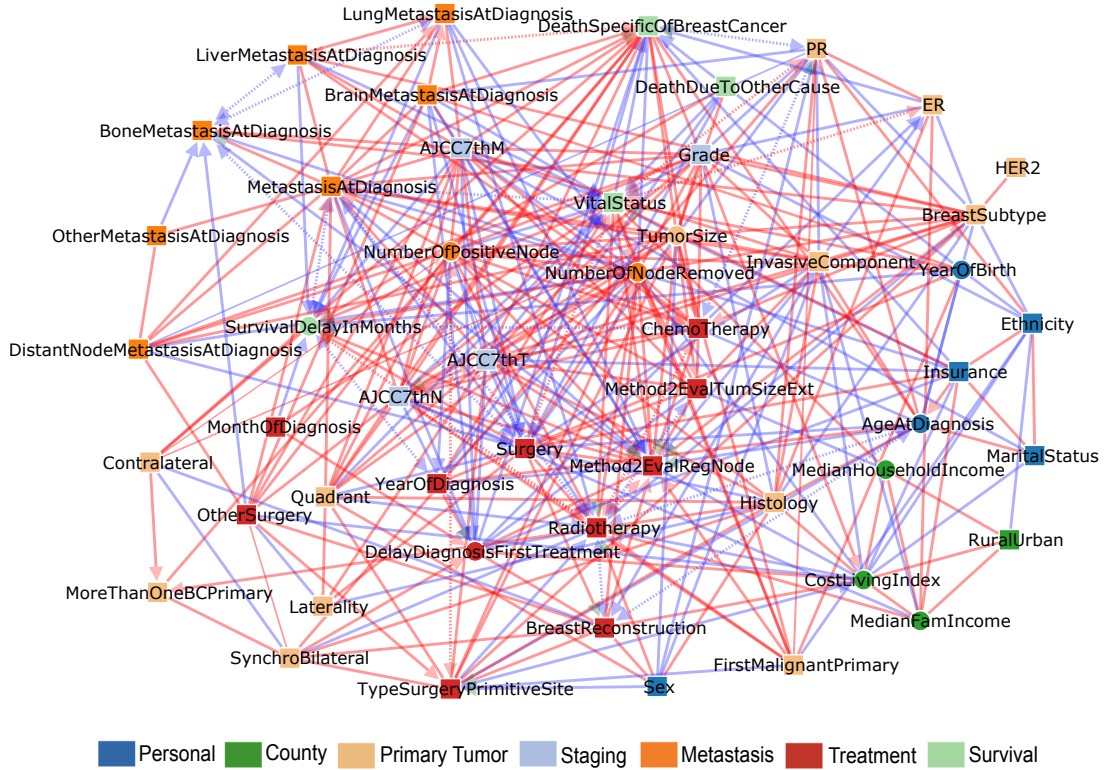 LungMetastasisAtDiagnosis
DeathSpecificOfBreastCancer
PR
LiverMetastasisAtDiagnosis
DeathDueToOtherCause
BrainMetastasisAtDiagnosis
ER
BoneMetastasisAtDiagnosis
AJCC7thM
Grade
HER2
MetastasisAtDiagnosis
VitalStatus
BreastSubtype
OtherMetastasisAtDiagnosis
TumorSize
NumberOfPositiveNode
InvasiveComponent
NumberOfNodeRemoved
YearOfBirth
SurvivalDelayInMonths
ChemoTherapy
Ethnicity
DistantNodeMetastasisAtDiagnosis
AJCC7thT
Insurance
Method2EvalTumSizeExt
AJCC7thN
MonthOfDiagnosis
AgeAtDiagnosis
Surgery
Contralateral
Method2EvalRegNode
MaritalStatus
MedianHouseholdIncome
YearOfDiagnosis
Quadrant
Histology
OtherSurgery
Radiotherapy
RuralUrban
DelayDiagnosisFirstTreatment
CostLivingIndex
MoreThanOneBCPrimary
Laterality
MedianFamIncome
BreastReconstruction
SynchroBilateral
FirstMalignantPrimary
TypeSurgeryPrimitiveSite
Sex
Personal County Primary Tumor Staging Metastasis Treatment Survival